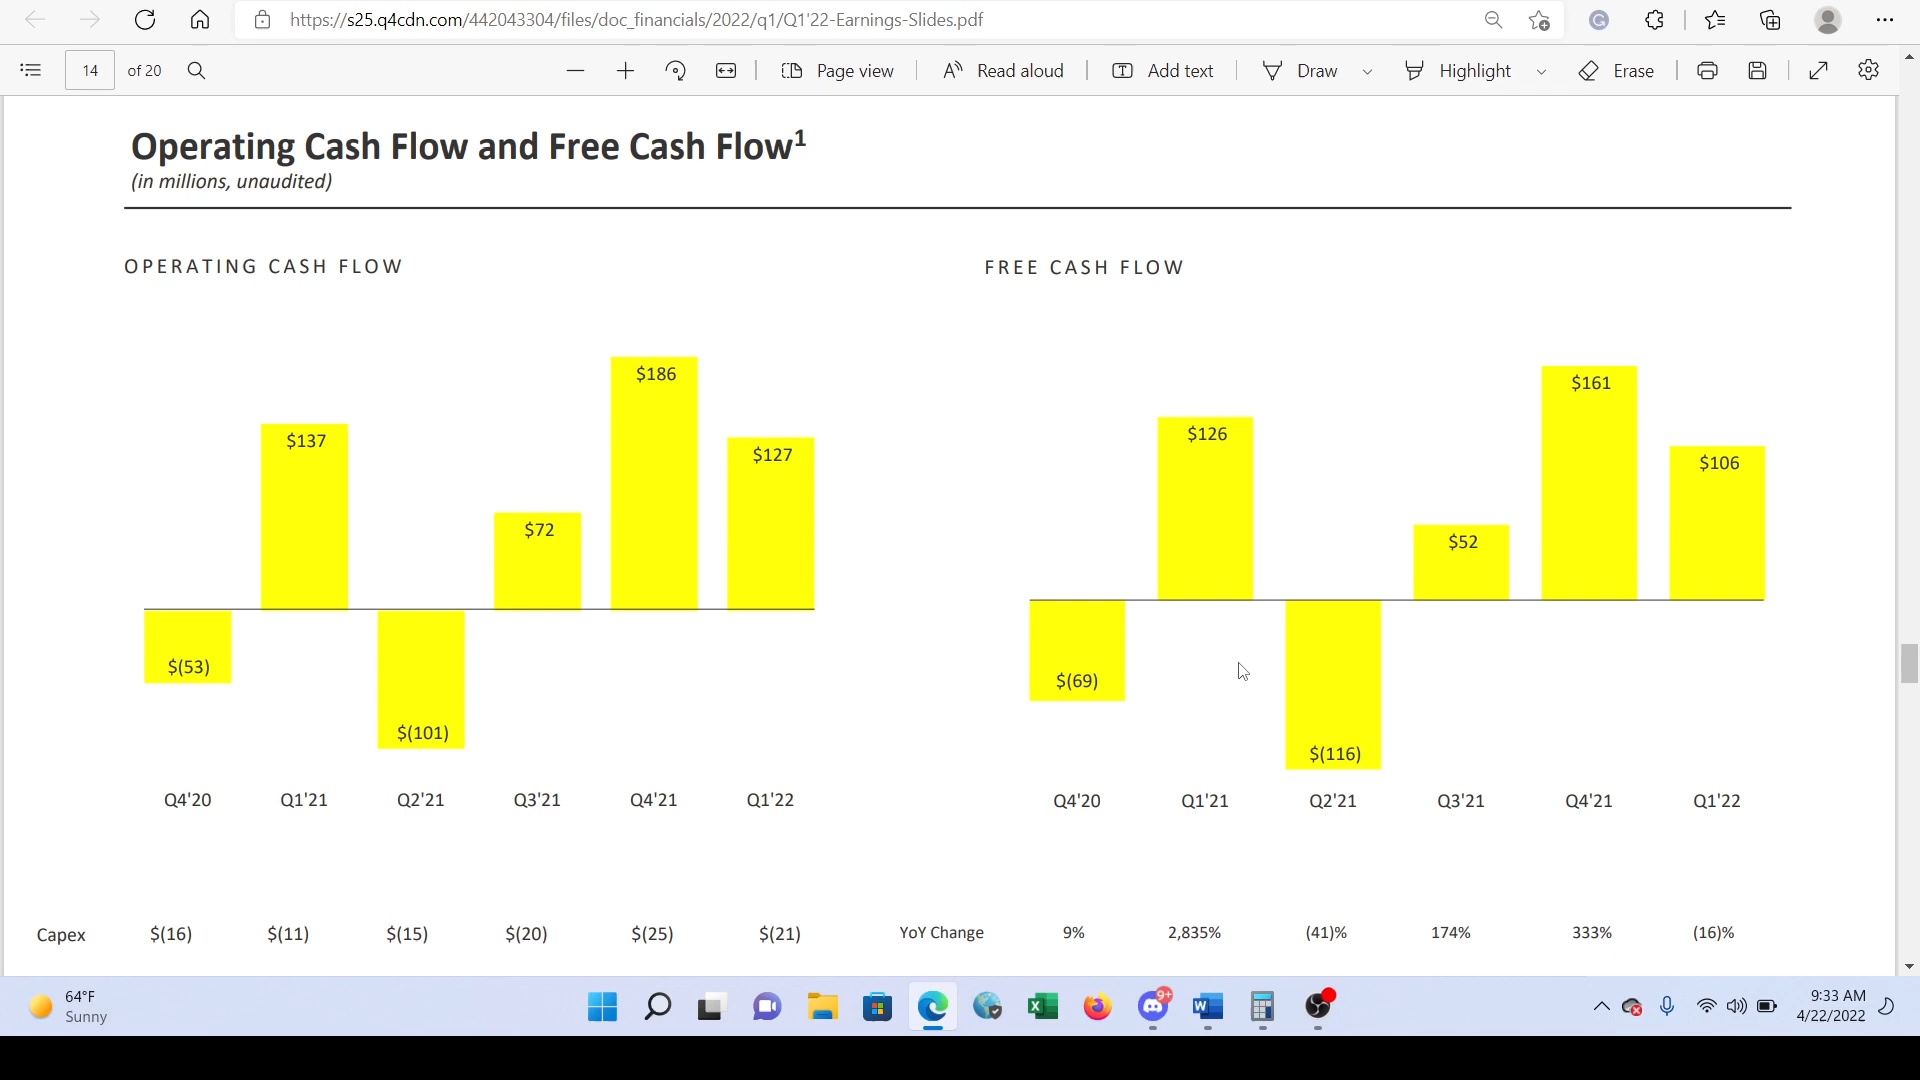 https://s25.q4cdn.com/442043304/files/doc_financials/2022/q1/Q1'22-Earnings-Slides.pdf
14 of 20 Page view Read aloud Add text Draw Highlight Erase
Operating Cash Flow and Free Cash Flow1
(in millions, unaudited)
OPERATING CASH FLOW
$186
$137
$127
$72
$(53)
$(101)
Q4'20 Q1'21 Q2'21 Q3'21 Q4'21 Q1'22
Capex $(16) $(11) $(15) $(20) $(25) $(21)
FREE CASH FLOW
$161
$126
$106
$52
$(69)
$(116)
Q4'20 Q1'21 Q2'21 Q3'21 Q4'21 Q1'22
YoY Change 9% 2,835% (41)% 174% 333% (16)%
64°F
Sunny
9+
9:33 AM
4/22/2022